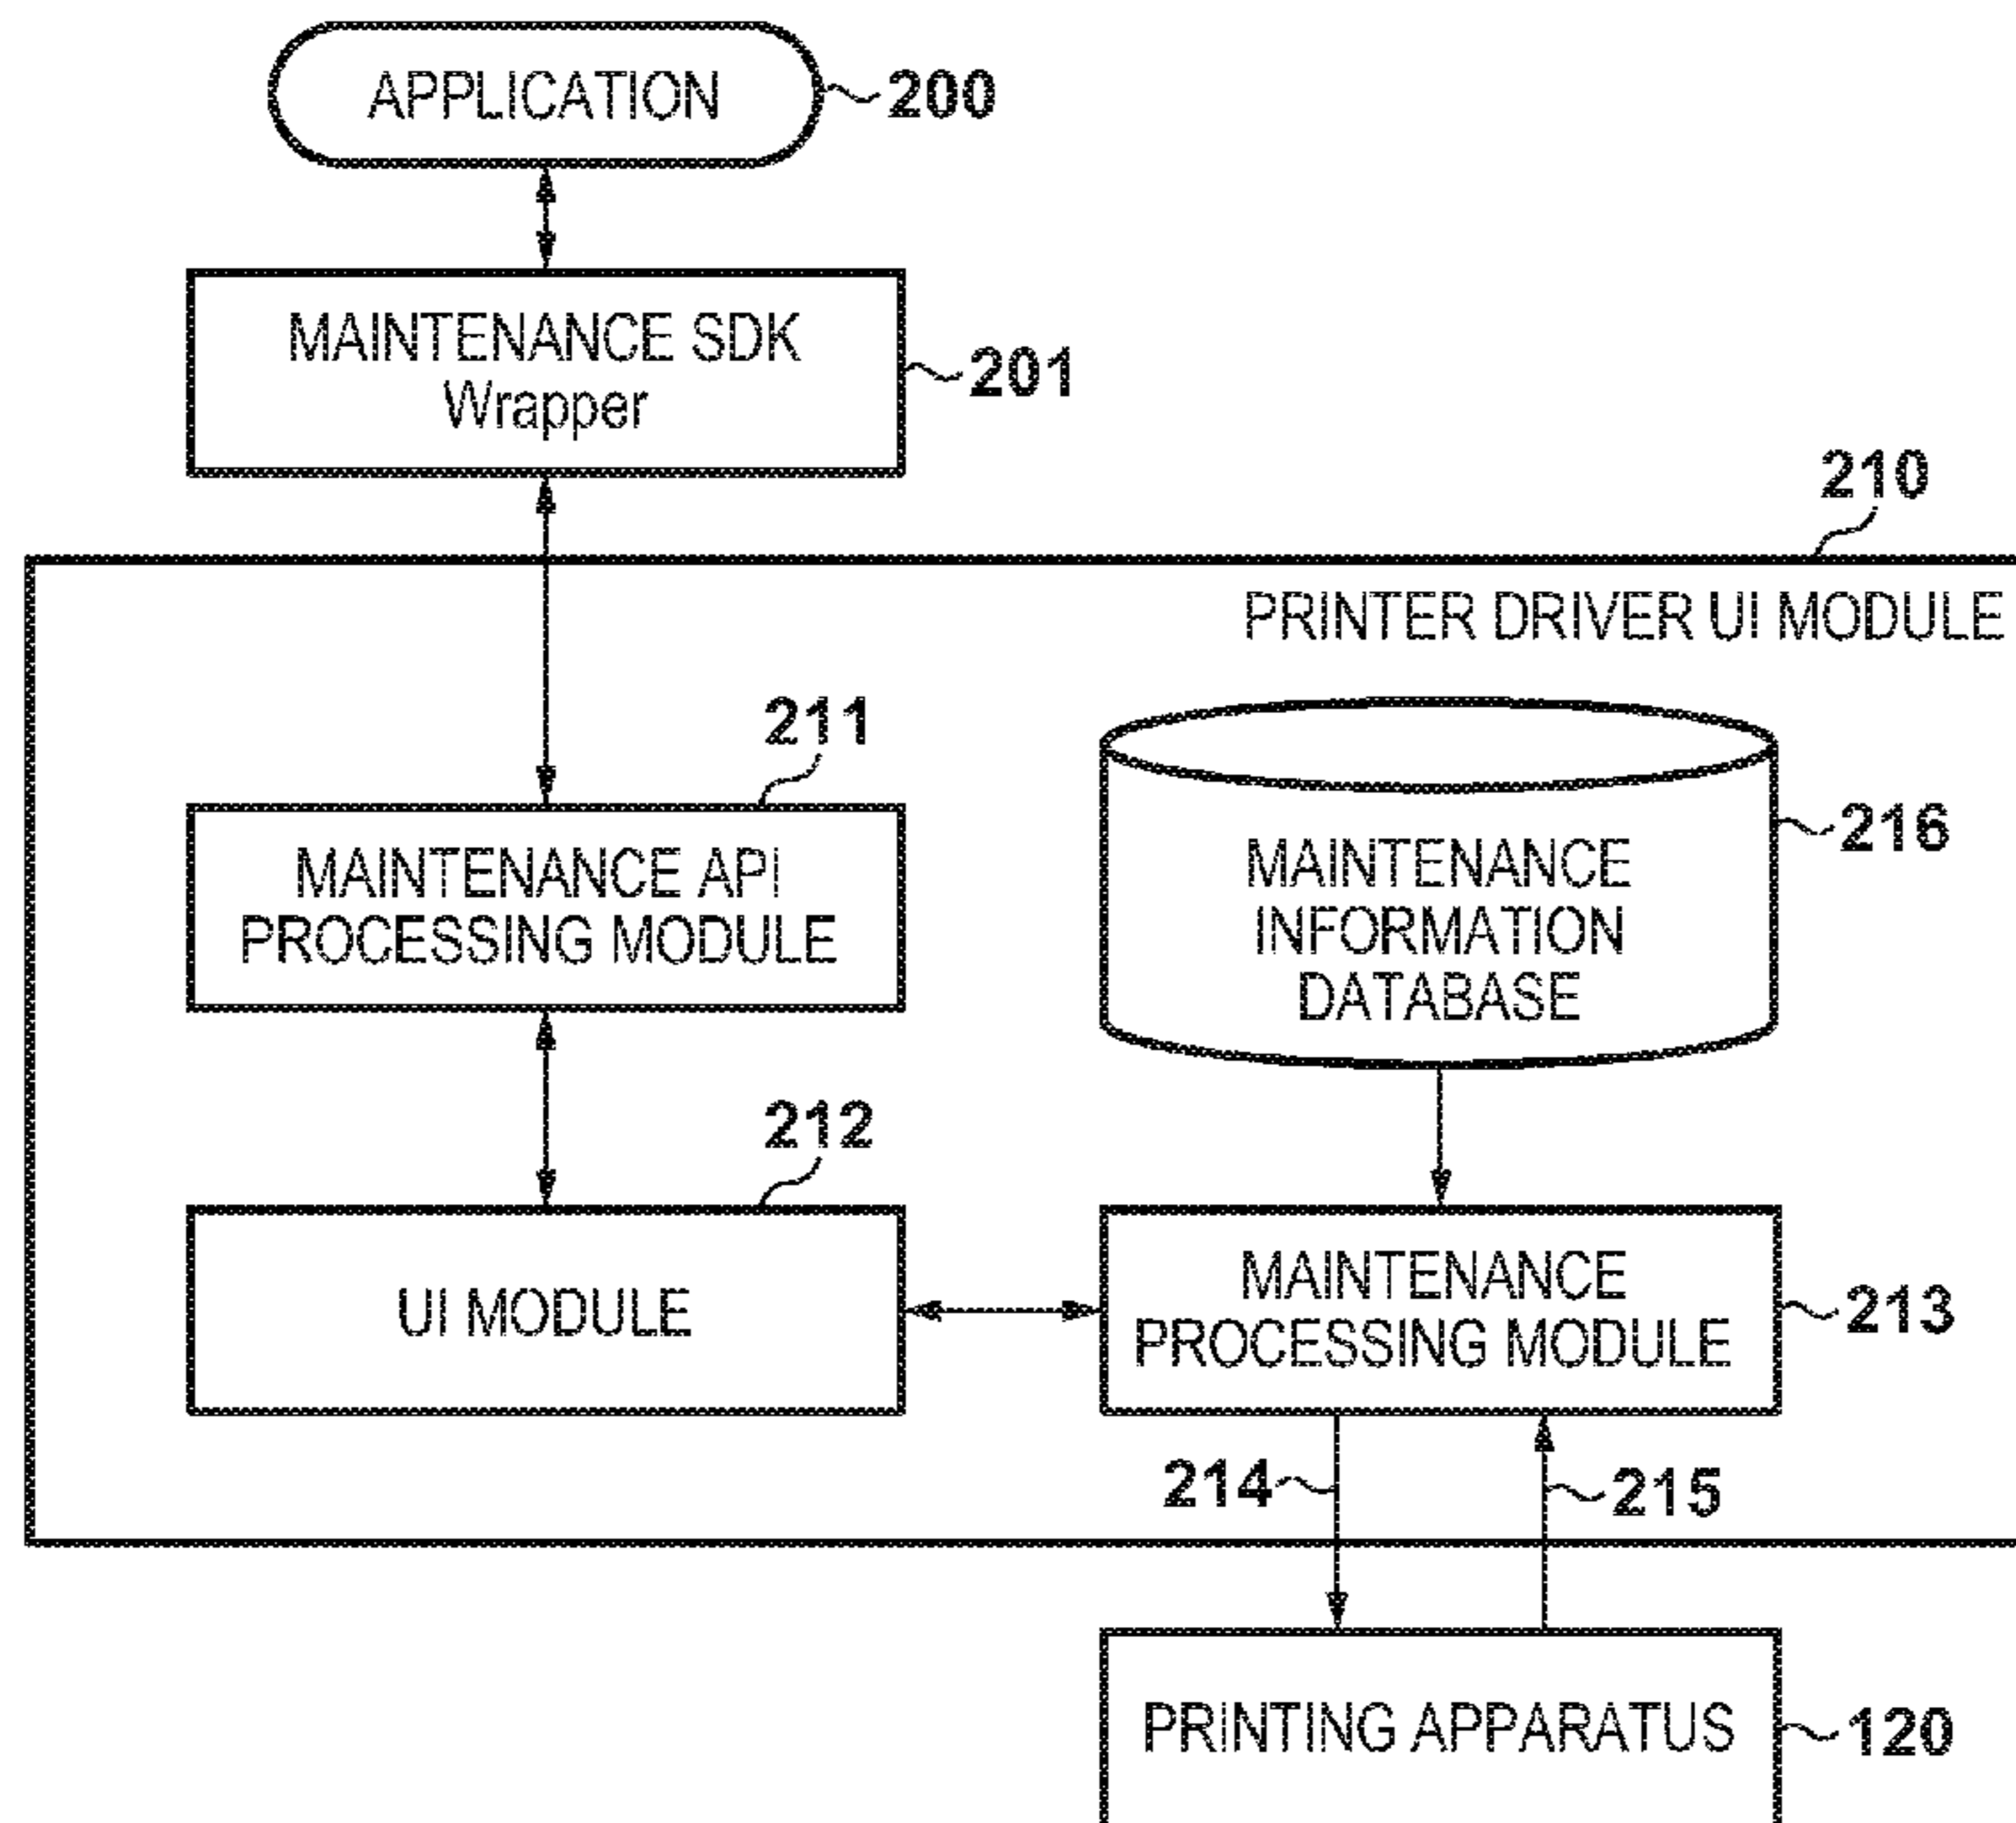 APPLICATION
200
MAINTENANCE SDK
Wrapper
201
210
PRINTER DRIVER UI MODULE
211
MAINTENANCE API
PROCESSING MODULE
MAINTENANCE
INFORMATION
DATABASE
216
212
UI MODULE
MAINTENANCE
PROCESSING MODULE
213
214
215
PRINTING APPARATUS
120